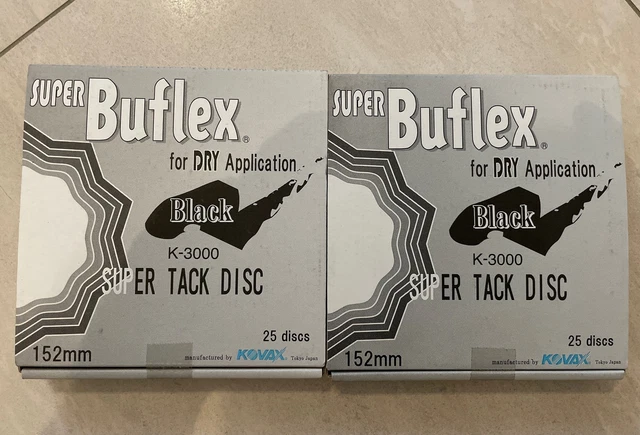 SUPER Buflex®
for DRY Application
Black
K-3000
SUPER TACK DISC
25 discs
152mm
manufactured by KOVAX Tokyo Japan
SUPER Buflex®
for DRY Application
Black
K-3000
SUPER TACK DISC
25 discs
152mm
manufactured by KOVAX Tokyo Japan